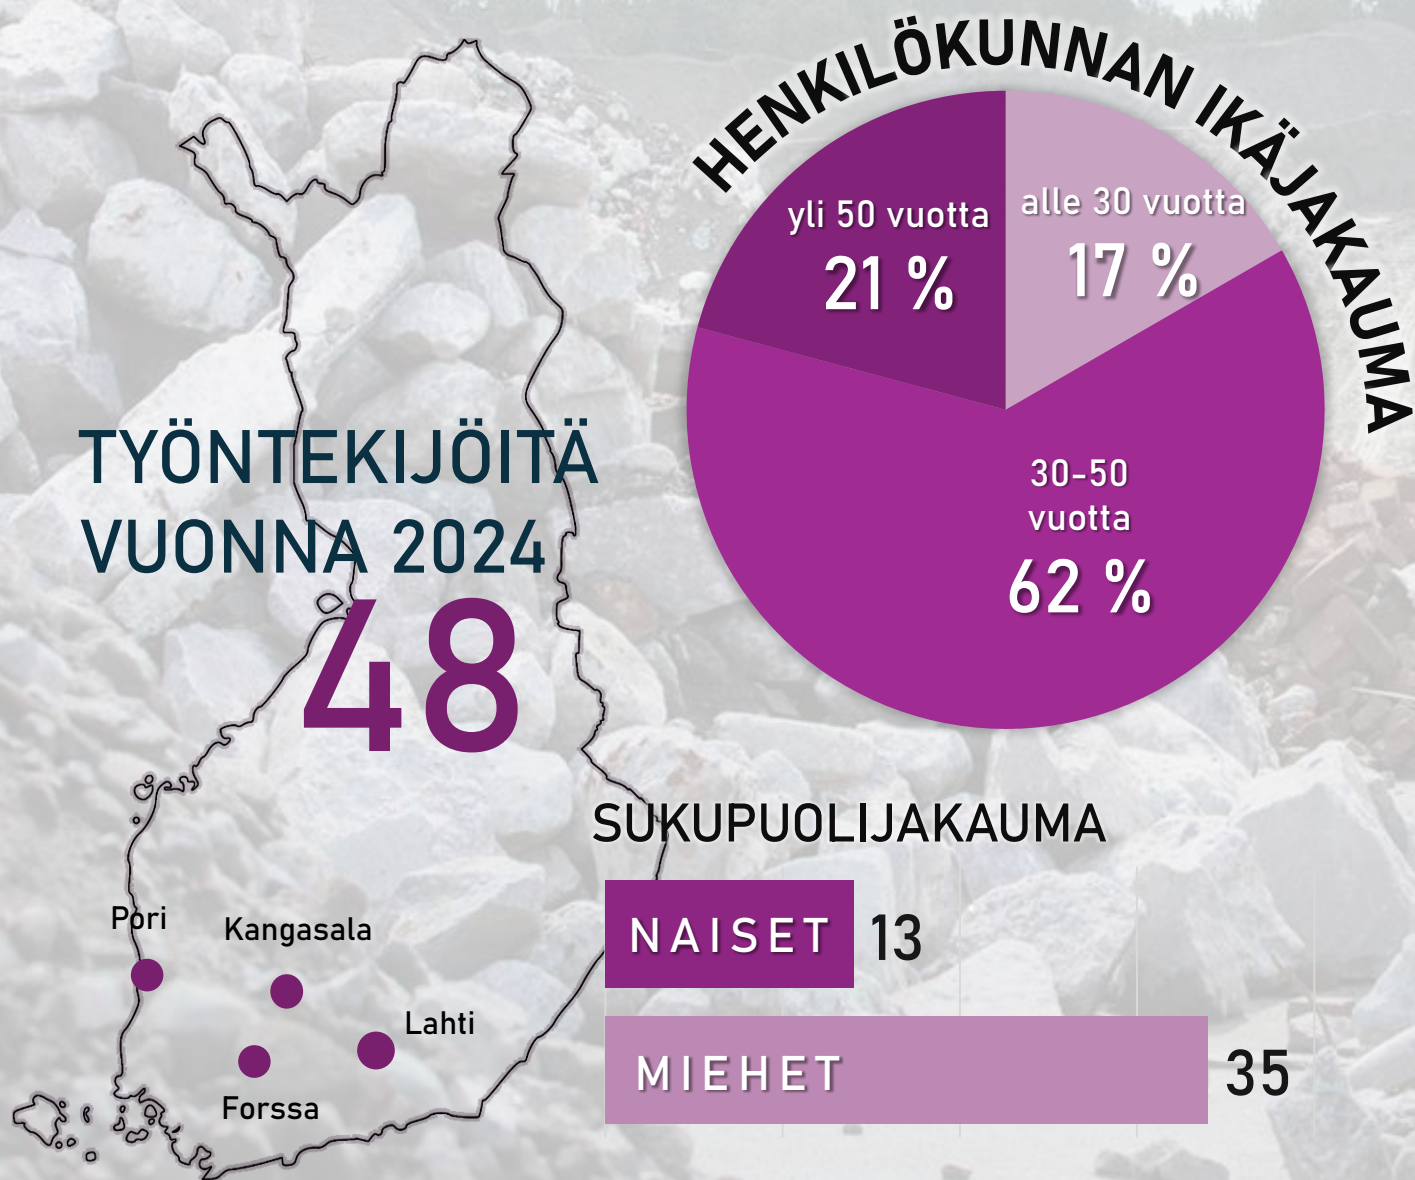 HENKILÖKUNNAN IKÄJAKAUMA
yli 50 vuotta
21 %
alle 30 vuotta
17 %
30-50
vuotta
62 %
TYÖNTEKIJÖITÄ
VUONNA 2024
48
SUKUPUOLIJAKAUMA
NAISET 13
MIEHET 35
Pori
Kangasala
Lahti
Forssa